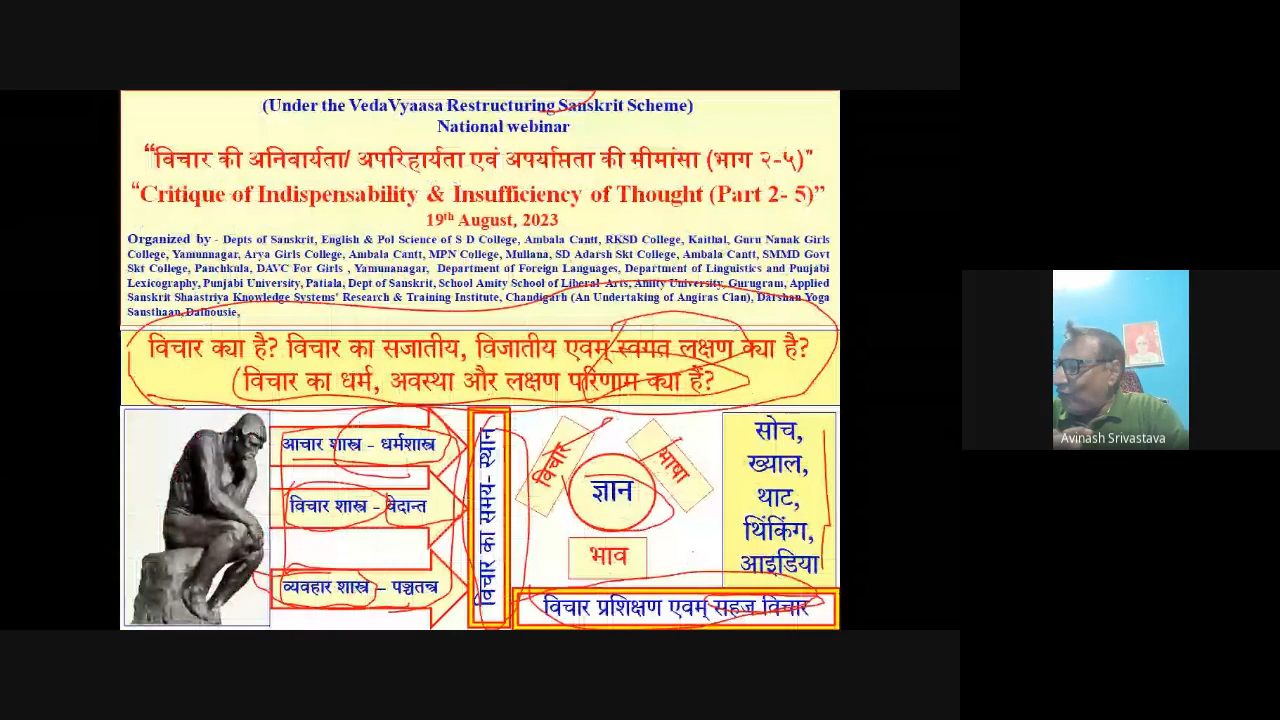 (Under the VedaVyaasa Restructuring Sanskrit Scheme)
National webinar
“विचार की अनिवार्यता/ अपरिहार्यता एवं अपर्याप्तता की मीमांसा (भाग २-५)"
“Critique of Indispensability & Insufficiency of Thought (Part 2- 5)”
19th August, 2023
Organized by - Depts of Sanskrit, English & Pol Science of S D College, Ambala Cantt, RKSD College, Kaithal, Guru Nanak Girls
College, Yamunnagar, Arya Girls College, Ambala Cantt, MPN College, Mullana, SD Adarsh Skt College, Ambala Cantt, SMMD Govt
Skt College, Panchkula, DAVC For Girls , Yamunanagar, Department of Foreign Languages, Department of Linguistics and Punjabi
Lexicography, Punjabi University, Patiala, Dept of Sanskrit, School Amity School of Liberal Arts, Amity University, Gurugram, Applied
Sanskrit Shaastriya Knowledge Systems' Research & Training Institute, Chandigarh (An Undertaking of Angiras Clan), Darshan Yoga
Sansthaan, Dalhousie,
विचार क्या है? विचार का सजातीय, विजातीय एवम् स्वगत लक्षण क्या है?
(विचार का धर्म, अवस्था और लक्षण परिणाम क्या हैं?
आचार शास्त्र - धर्मशास्त्र
विचार शास्त्र - वेदान्त
व्यवहार शास्त्र – पञ्चतन्त्र
विचार का समय- स्थान
विचार
भाषा
ज्ञान
भाव
सोच,
ख्याल,
थाट,
थिंकिंग,
आइडिया
विचार प्रशिक्षण एवम् सहज विचार
Avinash Srivastava